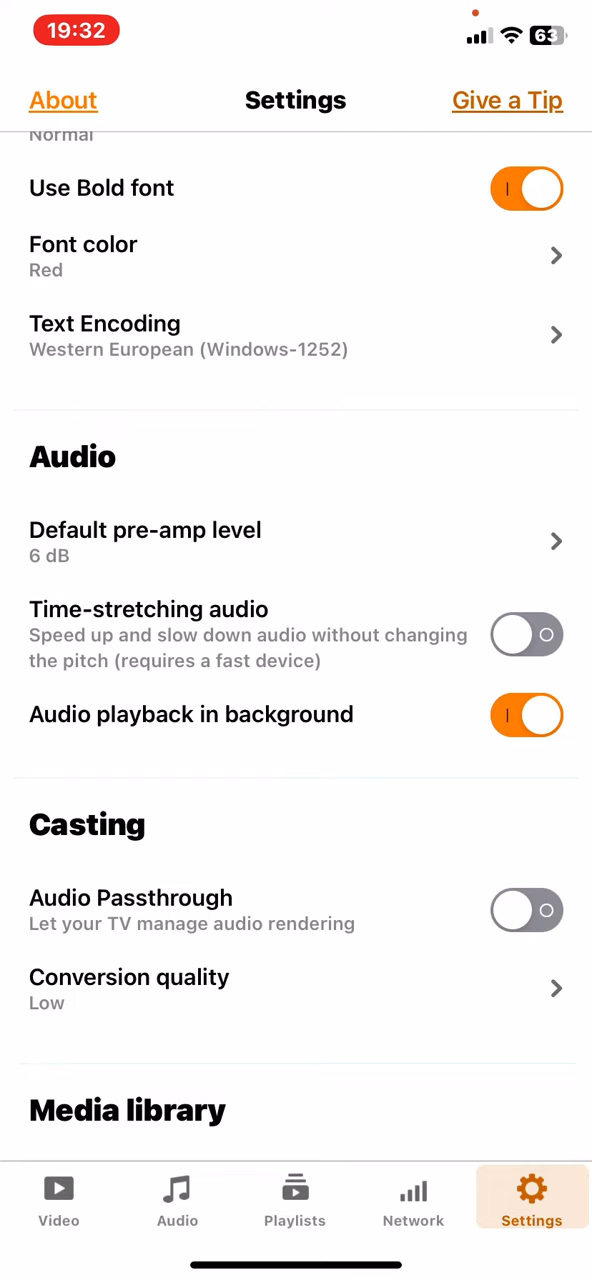 19:32
63
About
Settings
Give a Tip
Normal
Use Bold font
Font color
Red
Text Encoding
Western European (Windows-1252)
Audio
Default pre-amp level
6 dB
Time-stretching audio
Speed up and slow down audio without changing
the pitch (requires a fast device)
Audio playback in background
Casting
Audio Passthrough
Let your TV manage audio rendering
Conversion quality
Low
Media library
Video
Audio
Playlists
Network
Settings